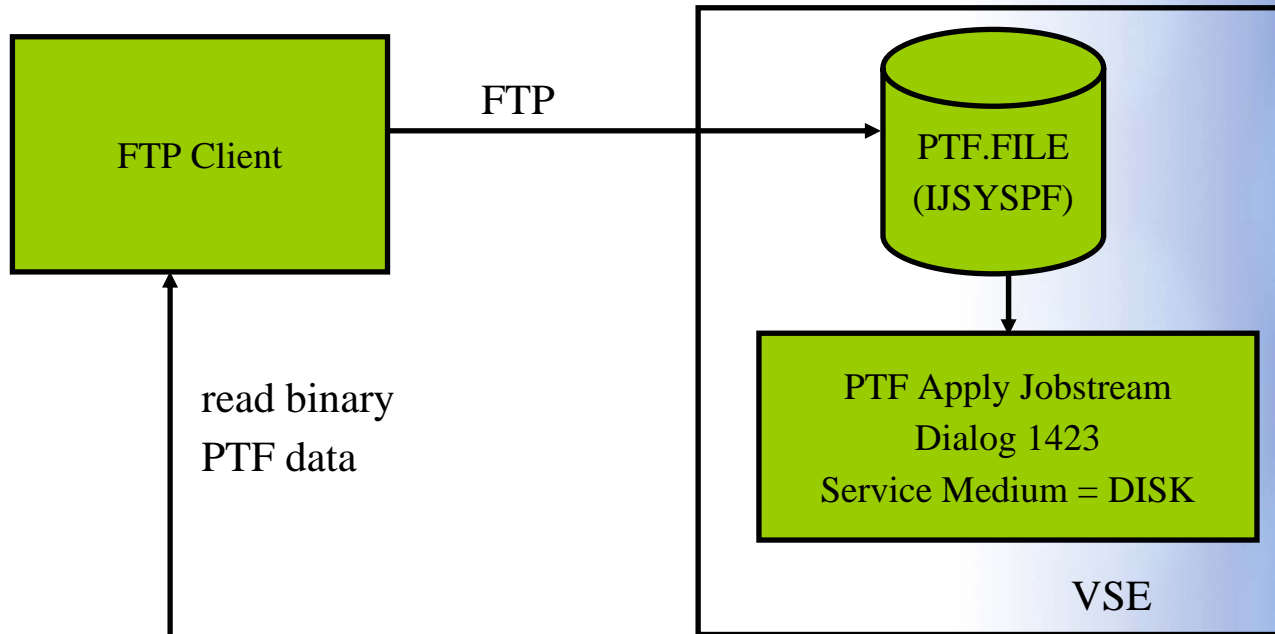 FTP Client
FTP
PTF.FILE
(IJSYSPF)
read binary
PTF data
PTF Apply Jobstream
Dialog 1423
Service Medium = DISK
VSE